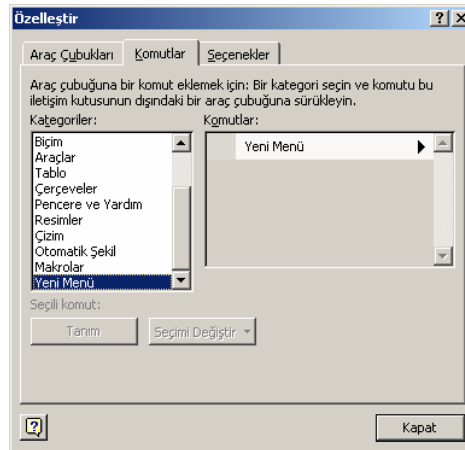 Özelleştir
Araç Çubukları Komutlar Seçenekler
Araç çubuğuna bir komut eklemek için: Bir kategori seçin ve komutu bu
iletişim kutusunun dışındaki bir araç çubuğuna sürükleyin.
Kategoriler: Komutlar:
Biçim
Araçlar
Tablo
Çerçeveler
Pencere ve Yardım
Resimler
Çizim
Otomatik Şekil
Makrolar
Yeni Menü
Yeni Menü
Seçili komut:
Tanım Seçimi Değiştir
Kapat